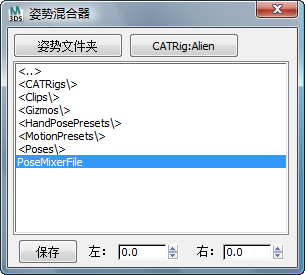 3DS 姿势混合器
姿势文件夹 CATRig:Alien
<..>
<CATRigs\>
<Clips\>
<Gizmos\>
<HandPosePresets\>
<MotionPresets\>
<Poses\>
PoseMixerFile
保存 左: 0.0 右: 0.0